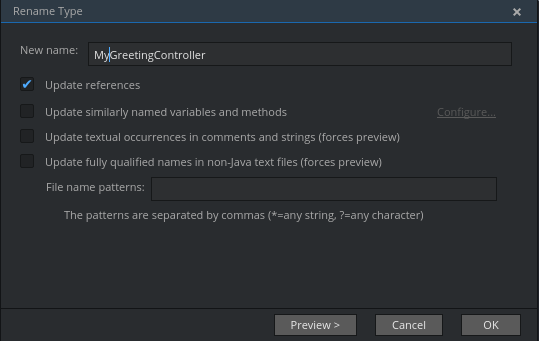 Rename Type
New name: MyGreetingController
Update references
Update similarly named variables and methods Configure...
Update textual occurrences in comments and strings (forces preview)
Update fully qualified names in non-Java text files (forces preview)
File name patterns:
The patterns are separated by commas (*=any string, ?=any character)
Preview > Cancel OK